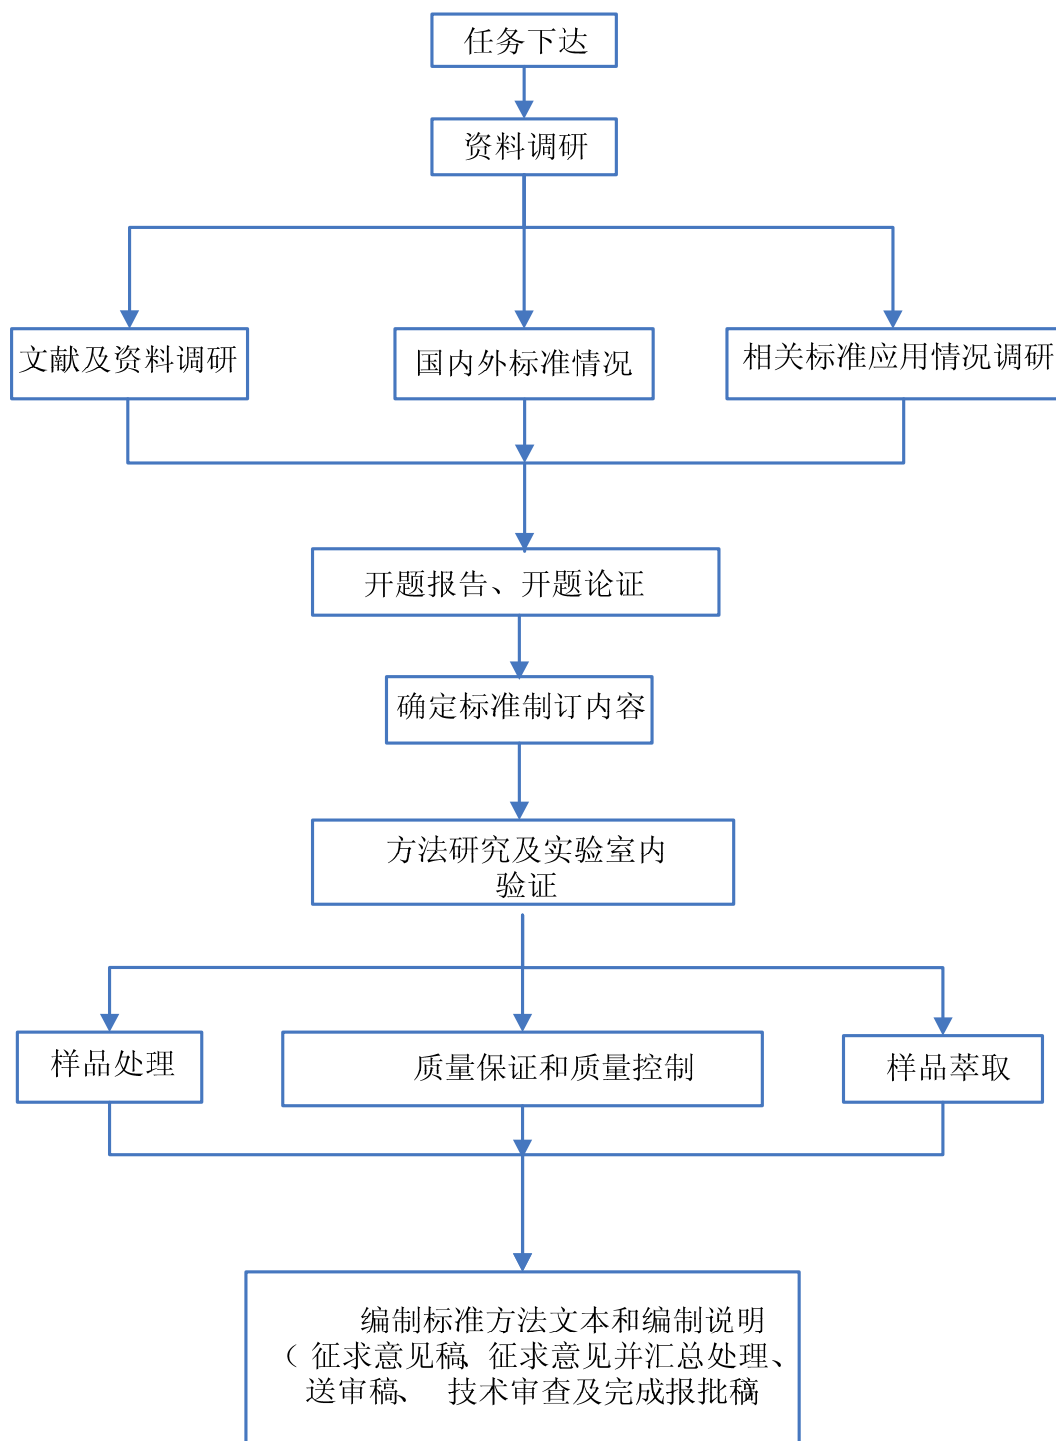 任务下达
资料调研
文献及资料调研
国内外标准情况
相关标准应用情况调研
开题报告、开题论证
确定标准制订内容
方法研究及实验室内
验证
样品处理
质量保证和质量控制
样品萃取
编制标准方法文本和编制说明
（征求意见稿、征求意见并汇总处理、
送审稿、 技术审查及完成报批稿）